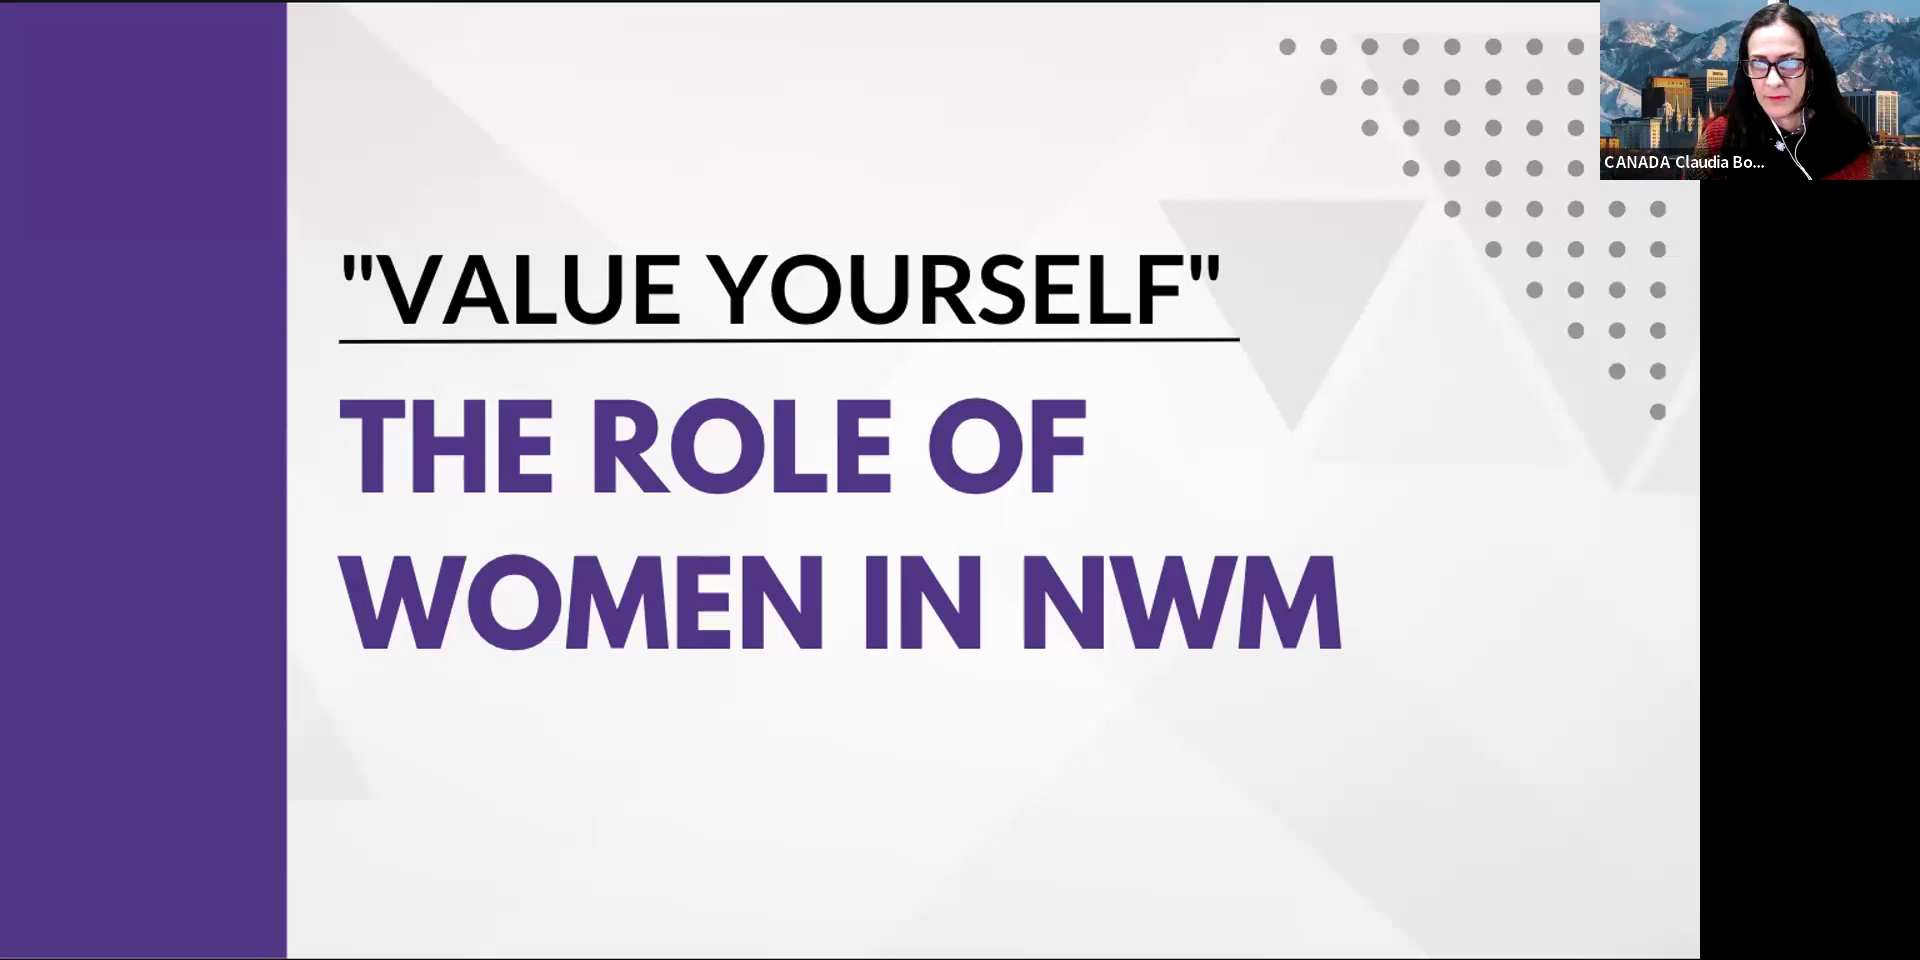 "VALUE YOURSELF"
THE ROLE OF
WOMEN IN NWM
CANADA Claudia Bo...